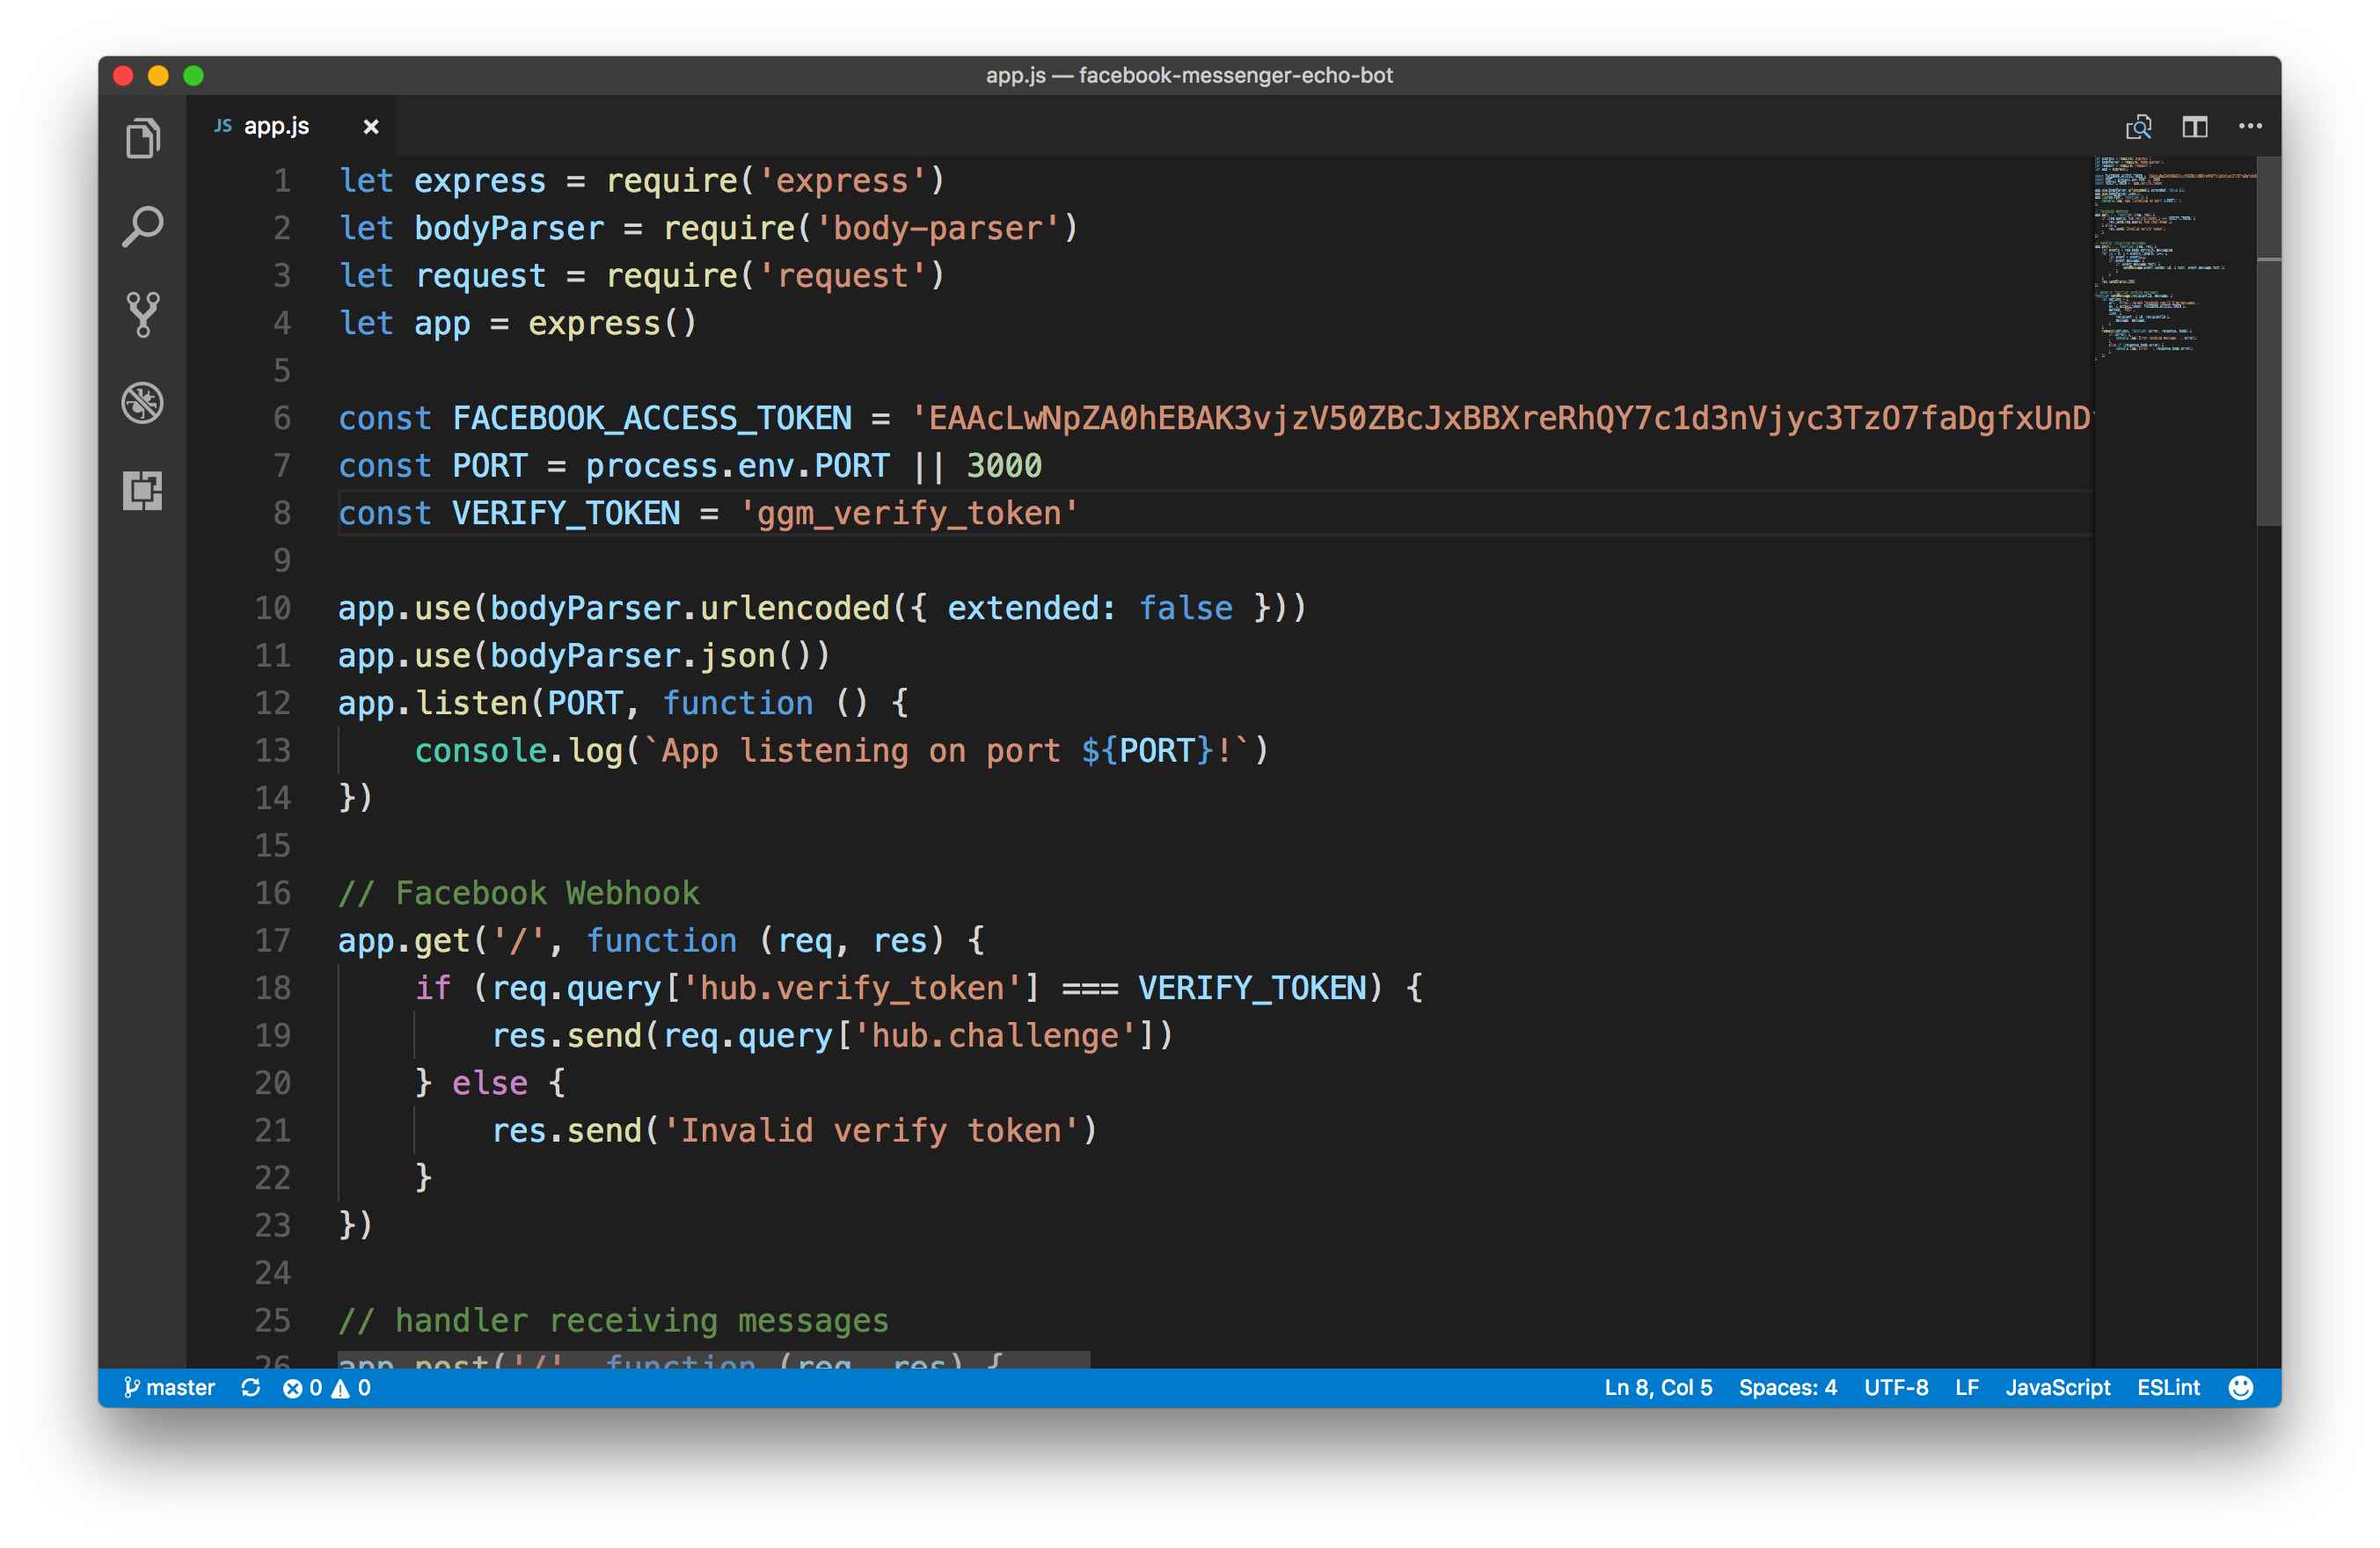 app.js — facebook-messenger-echo-bot
JS app.js
1 let express = require('express')
2 let bodyParser = require('body-parser')
3 let request = require('request')
4 let app = express()
5
6 const FACEBOOK_ACCESS_TOKEN = 'EAAcLwNpZA0hEBAK3vjzV50ZBcJxBBXreRhQY7c1d3nVjyc3TzO7faDgfxUnD
7 const PORT = process.env.PORT || 3000
8 const VERIFY_TOKEN = 'ggm_verify_token'
9
10 app.use(bodyParser.urlencoded({ extended: false }))
11 app.use(bodyParser.json())
12 app.listen(PORT, function () {
13     console.log(`App listening on port ${PORT}!`)
14 })
15
16 // Facebook Webhook
17 app.get('/', function (req, res) {
18     if (req.query['hub.verify_token'] === VERIFY_TOKEN) {
19         res.send(req.query['hub.challenge'])
20     } else {
21         res.send('Invalid verify token')
22     }
23 })
24
25 // handler receiving messages
26 app.post('/', function (req, res) {
master 0 0 Ln 8, Col 5 Spaces: 4 UTF-8 LF JavaScript ESLint